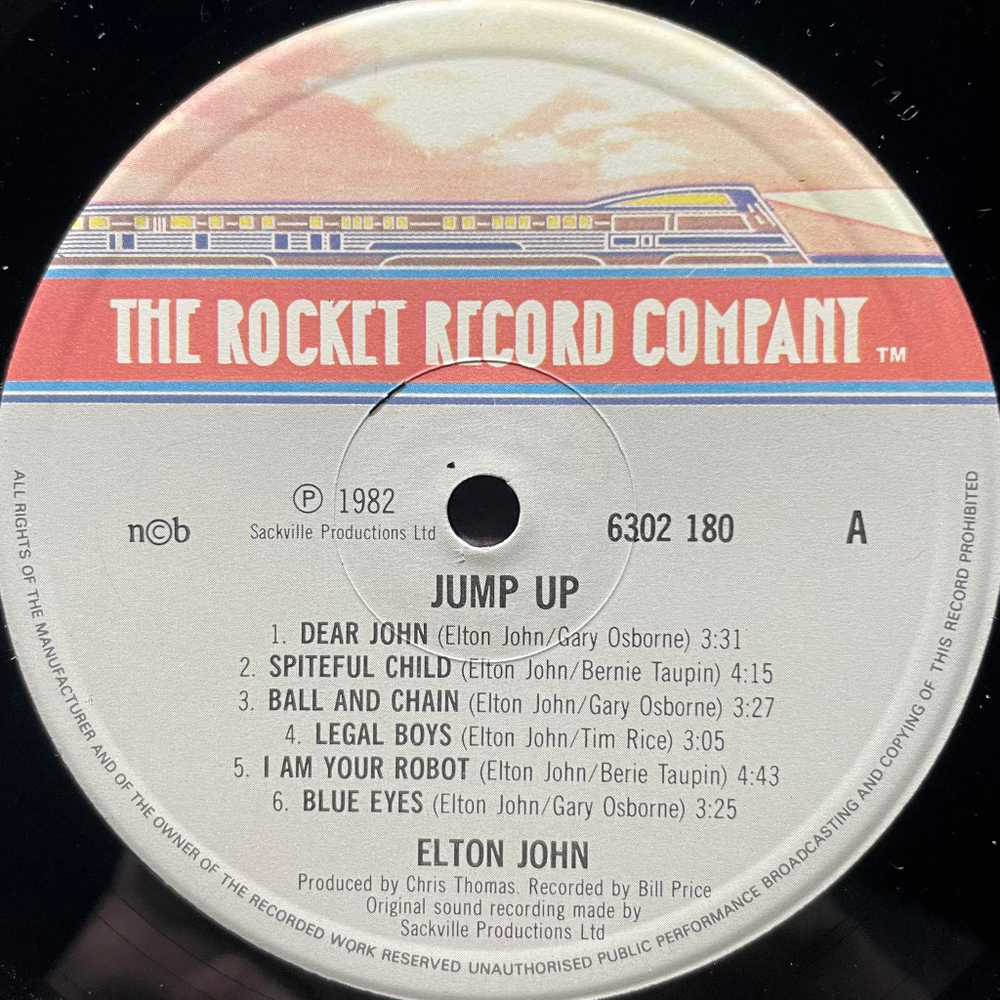 710
THE ROCKET RECORD COMPANY ™
Ⓟ 1982
Sackville Productions Ltd
n©b
6302 180
A
JUMP UP
1. DEAR JOHN (Elton John/Gary Osborne) 3:31
2. SPITEFUL CHILD (Elton John/Bernie Taupin) 4:15
3. BALL AND CHAIN (Elton John/Gary Osborne) 3:27
4. LEGAL BOYS (Elton John/Tim Rice) 3:05
5. I AM YOUR ROBOT (Elton John/Berie Taupin) 4:43
6. BLUE EYES (Elton John/Gary Osborne) 3:25
ELTON JOHN
Produced by Chris Thomas. Recorded by Bill Price
Original sound recording made by
Sackville Productions Ltd
ALL RIGHTS OF THE MANUFACTURER AND OF THE OWNER OF THE RECORDED WORK RESERVED UNAUTHORISED PUBLIC PERFORMANCE BROADCASTING AND COPYING OF THIS RECORD PROHIBITED